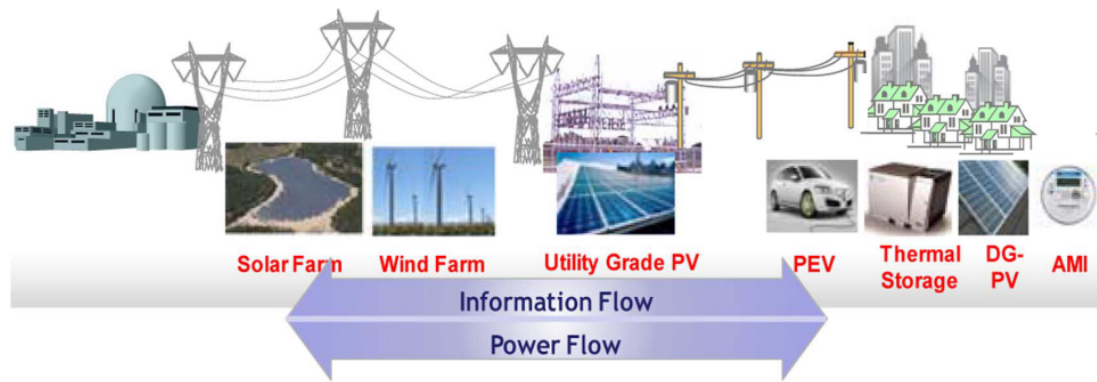 Solar Farm
Wind Farm
Utility Grade PV
PEV
Thermal
Storage
DG-
PV
AMI
Information Flow
Power Flow